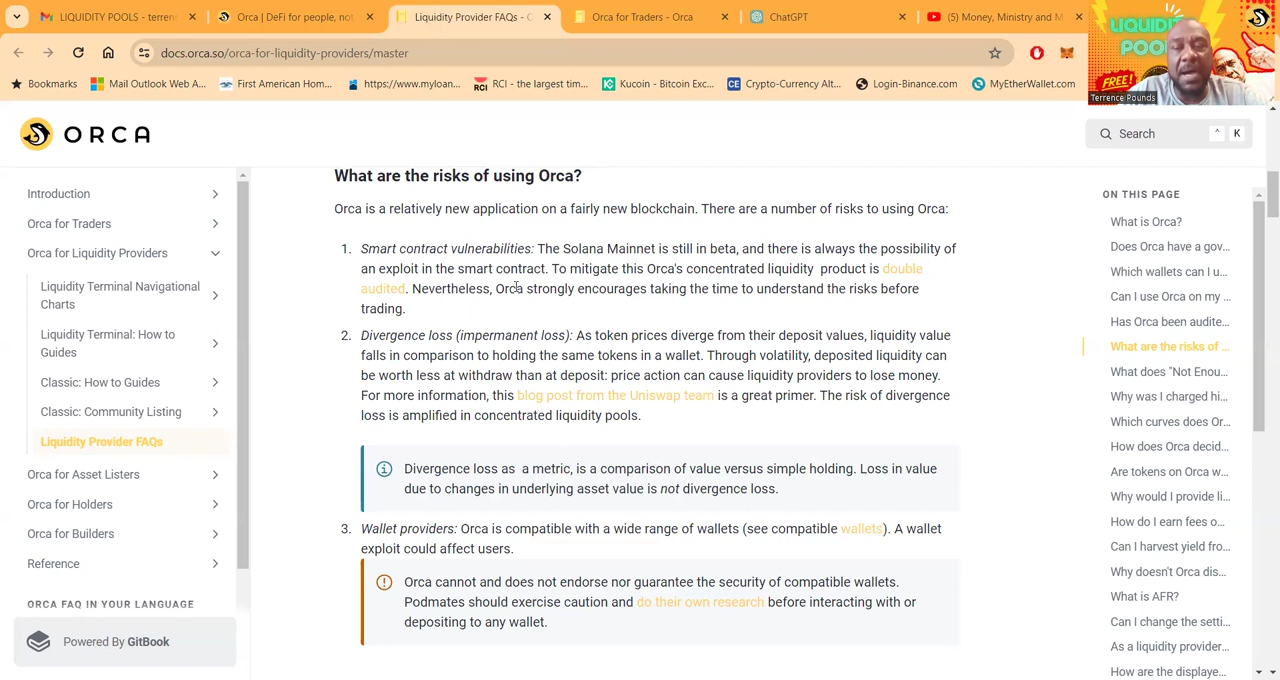 LIQUIDITY POOLS - terren
Orca | DeFi for people, not
Liquidity Provider FAQs - O
Orca for Traders - Orca
ChatGPT
(5) Money, Ministry and M
docs.orca.so/orca-for-liquidity-providers/master
Bookmarks
Mail Outlook Web A...
First American Hom...
https://www.myloan...
RCI
RCI - the largest tim...
Kucoin - Bitcoin Exc...
CE
Crypto-Currency Alt...
Login-Binance.com
MyEtherWallet.com
LIQUIDITY
POOL
FREE!
Terrence Pounds
ORCA
Search
^ K
Introduction
Orca for Traders
Orca for Liquidity Providers
Liquidity Terminal Navigational
Charts
Liquidity Terminal: How to
Guides
Classic: How to Guides
Classic: Community Listing
Liquidity Provider FAQs
Orca for Asset Listers
Orca for Holders
Orca for Builders
Reference
ORCA FAQ IN YOUR LANGUAGE
Powered By GitBook
What are the risks of using Orca?
Orca is a relatively new application on a fairly new blockchain. There are a number of risks to using Orca:
1. Smart contract vulnerabilities: The Solana Mainnet is still in beta, and there is always the possibility of
an exploit in the smart contract. To mitigate this Orca's concentrated liquidity product is double
audited. Nevertheless, Orca strongly encourages taking the time to understand the risks before
trading.
2. Divergence loss (impermanent loss): As token prices diverge from their deposit values, liquidity value
falls in comparison to holding the same tokens in a wallet. Through volatility, deposited liquidity can
be worth less at withdraw than at deposit: price action can cause liquidity providers to lose money.
For more information, this blog post from the Uniswap team is a great primer. The risk of divergence
loss is amplified in concentrated liquidity pools.
Divergence loss as a metric, is a comparison of value versus simple holding. Loss in value
due to changes in underlying asset value is not divergence loss.
3. Wallet providers: Orca is compatible with a wide range of wallets (see compatible wallets). A wallet
exploit could affect users.
Orca cannot and does not endorse nor guarantee the security of compatible wallets.
Podmates should exercise caution and do their own research before interacting with or
depositing to any wallet.
ON THIS PAGE
What is Orca?
Does Orca have a gov...
Which wallets can I u...
Can I use Orca on my ...
Has Orca been audite...
What are the risks of ...
What does "Not Enou...
Why was I charged hi...
Which curves does Or...
How does Orca decid...
Are tokens on Orca w...
Why would I provide li...
How do I earn fees o...
Can I harvest yield fro...
Why doesn't Orca dis...
What is AFR?
Can I change the setti...
As a liquidity provider...
How are the displaye...